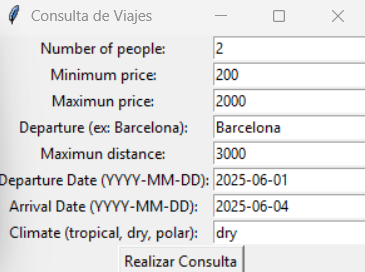 Consulta de Viajes
Number of people: 2
Minimum price: 200
Maximun price: 2000
Departure (ex: Barcelona): Barcelona
Maximun distance: 3000
Departure Date (YYYY-MM-DD): 2025-06-01
Arrival Date (YYYY-MM-DD): 2025-06-04
Climate (tropical, dry, polar): dry
Realizar Consulta